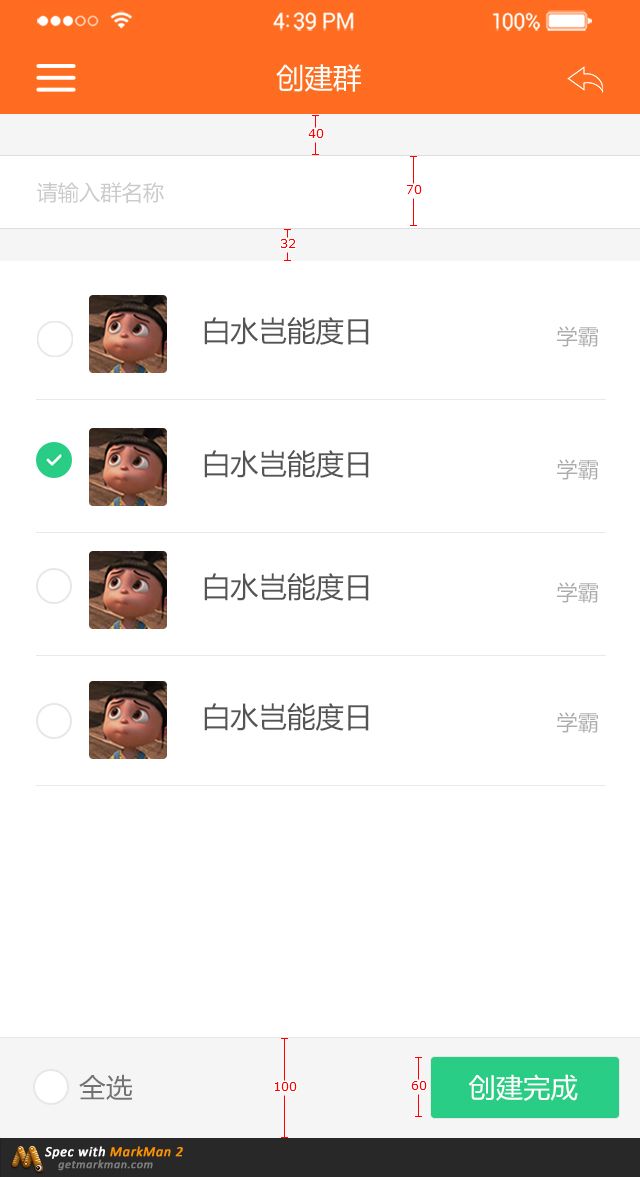 4:39 PM 100%
创建群
40
请输入群名称
70
32
白水岂能度日
学霸
白水岂能度日
学霸
白水岂能度日
学霸
白水岂能度日
学霸
全选
100
60
创建完成
Spec with MarkMan 2
getmarkman.com